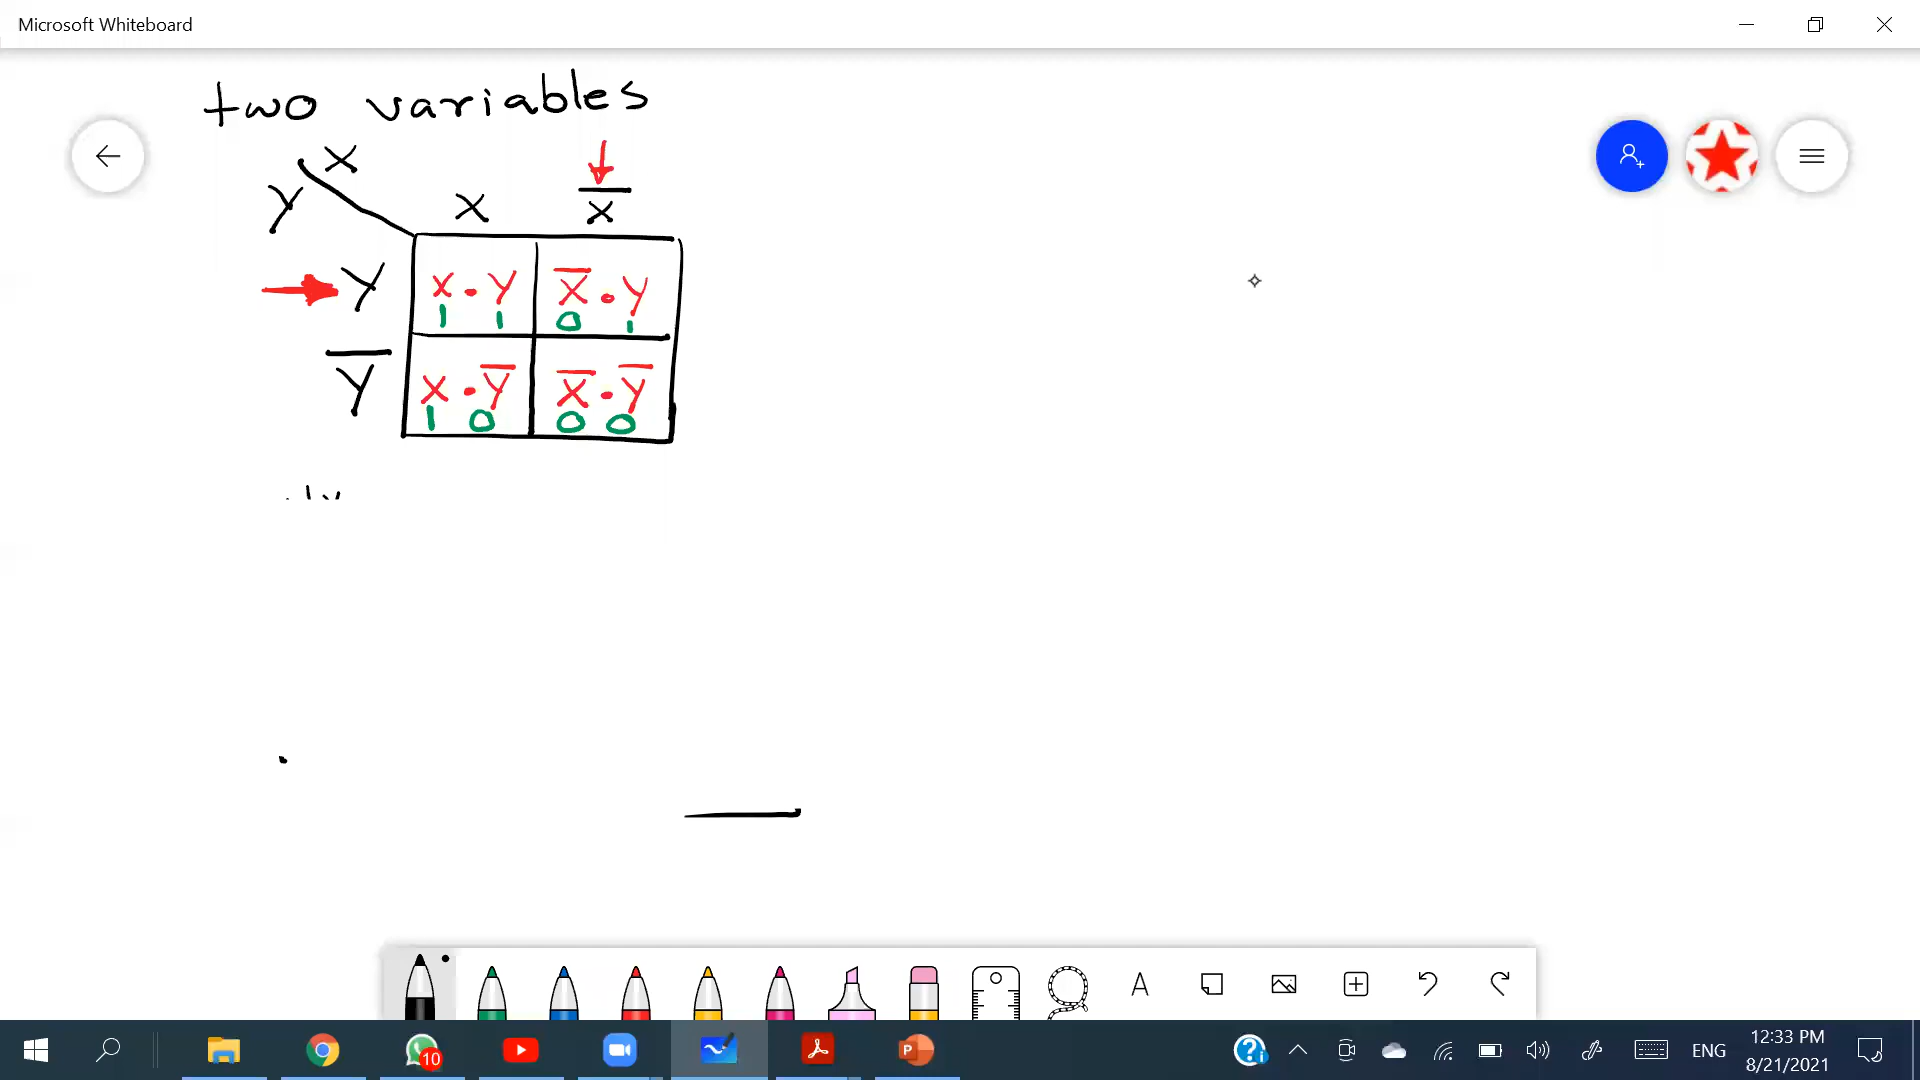 Microsoft Whiteboard
two variables
X
Y X X̅
Y X · Y X̅ · Y
1 1 0 1
Y̅ X · Y̅ X̅ · Y̅
1 0 0 0
A
10
P
ENG
12:33 PM
8/21/2021